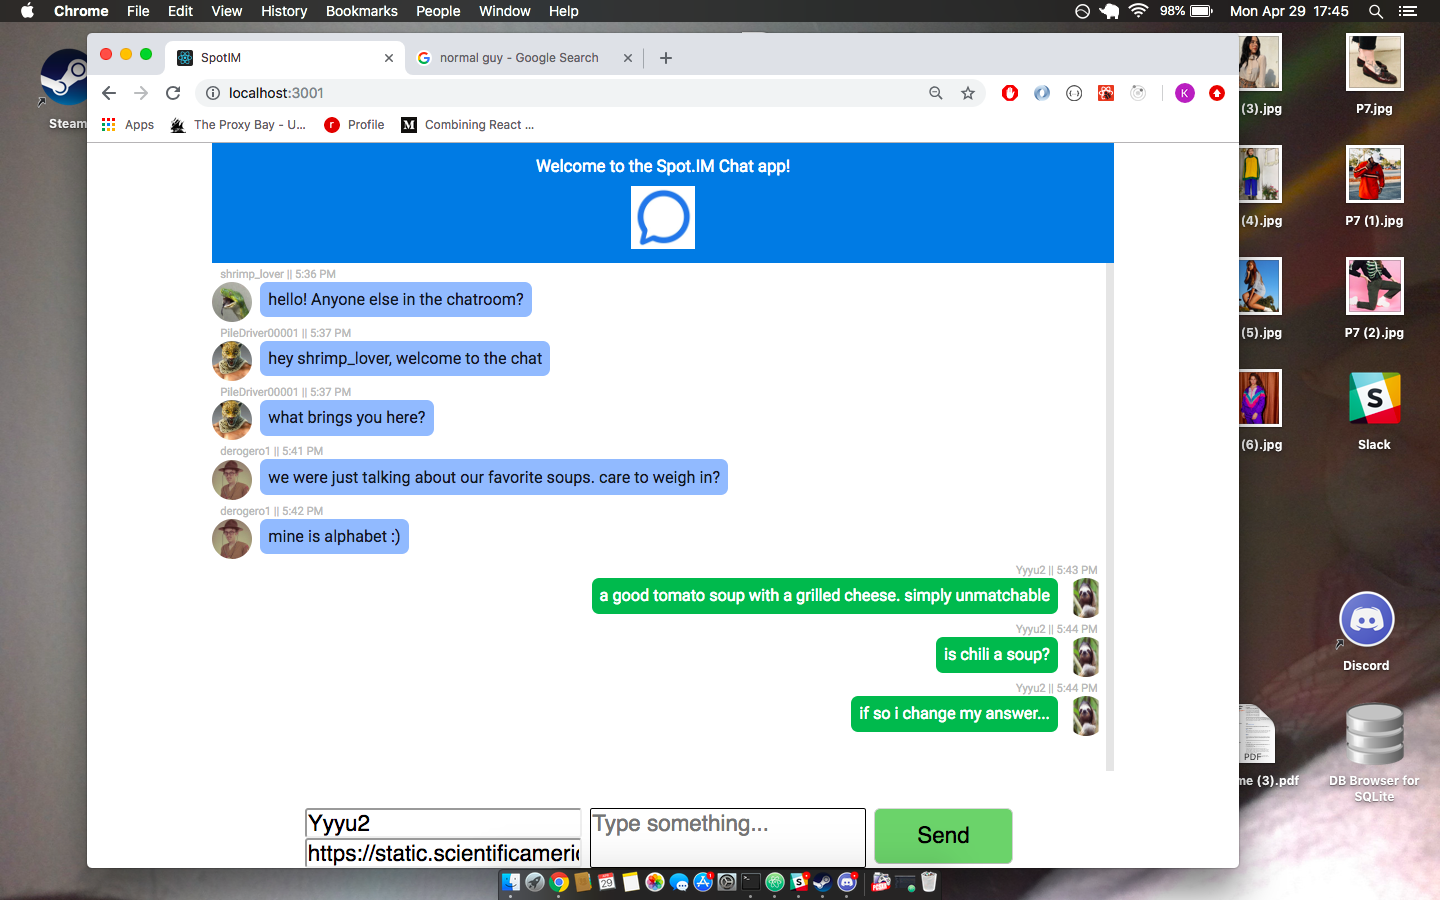 Chrome File Edit View History Bookmarks People Window Help 98% Mon Apr 29 17:45
SpotIM
normal guy - Google Search
localhost:3001
K
Apps
The Proxy Bay - U...
r Profile
M Combining React ...
Steam
Welcome to the Spot.IM Chat app!
shrimp_lover || 5:36 PM
hello! Anyone else in the chatroom?
PileDriver00001 || 5:37 PM
hey shrimp_lover, welcome to the chat
PileDriver00001 || 5:37 PM
what brings you here?
derogero1 || 5:41 PM
we were just talking about our favorite soups. care to weigh in?
derogero1 || 5:42 PM
mine is alphabet :)
Yyyu2 || 5:43 PM
a good tomato soup with a grilled cheese. simply unmatchable
Yyyu2 || 5:44 PM
is chili a soup?
Yyyu2 || 5:44 PM
if so i change my answer...
Yyyu2
https://static.scientificameric
Type something...
Send
(3).jpg
P7.jpg
(4).jpg
P7 (1).jpg
(5).jpg
P7 (2).jpg
(6).jpg
S
Slack
Discord
PDF
me (3).pdf
DB Browser for
SQLite
29